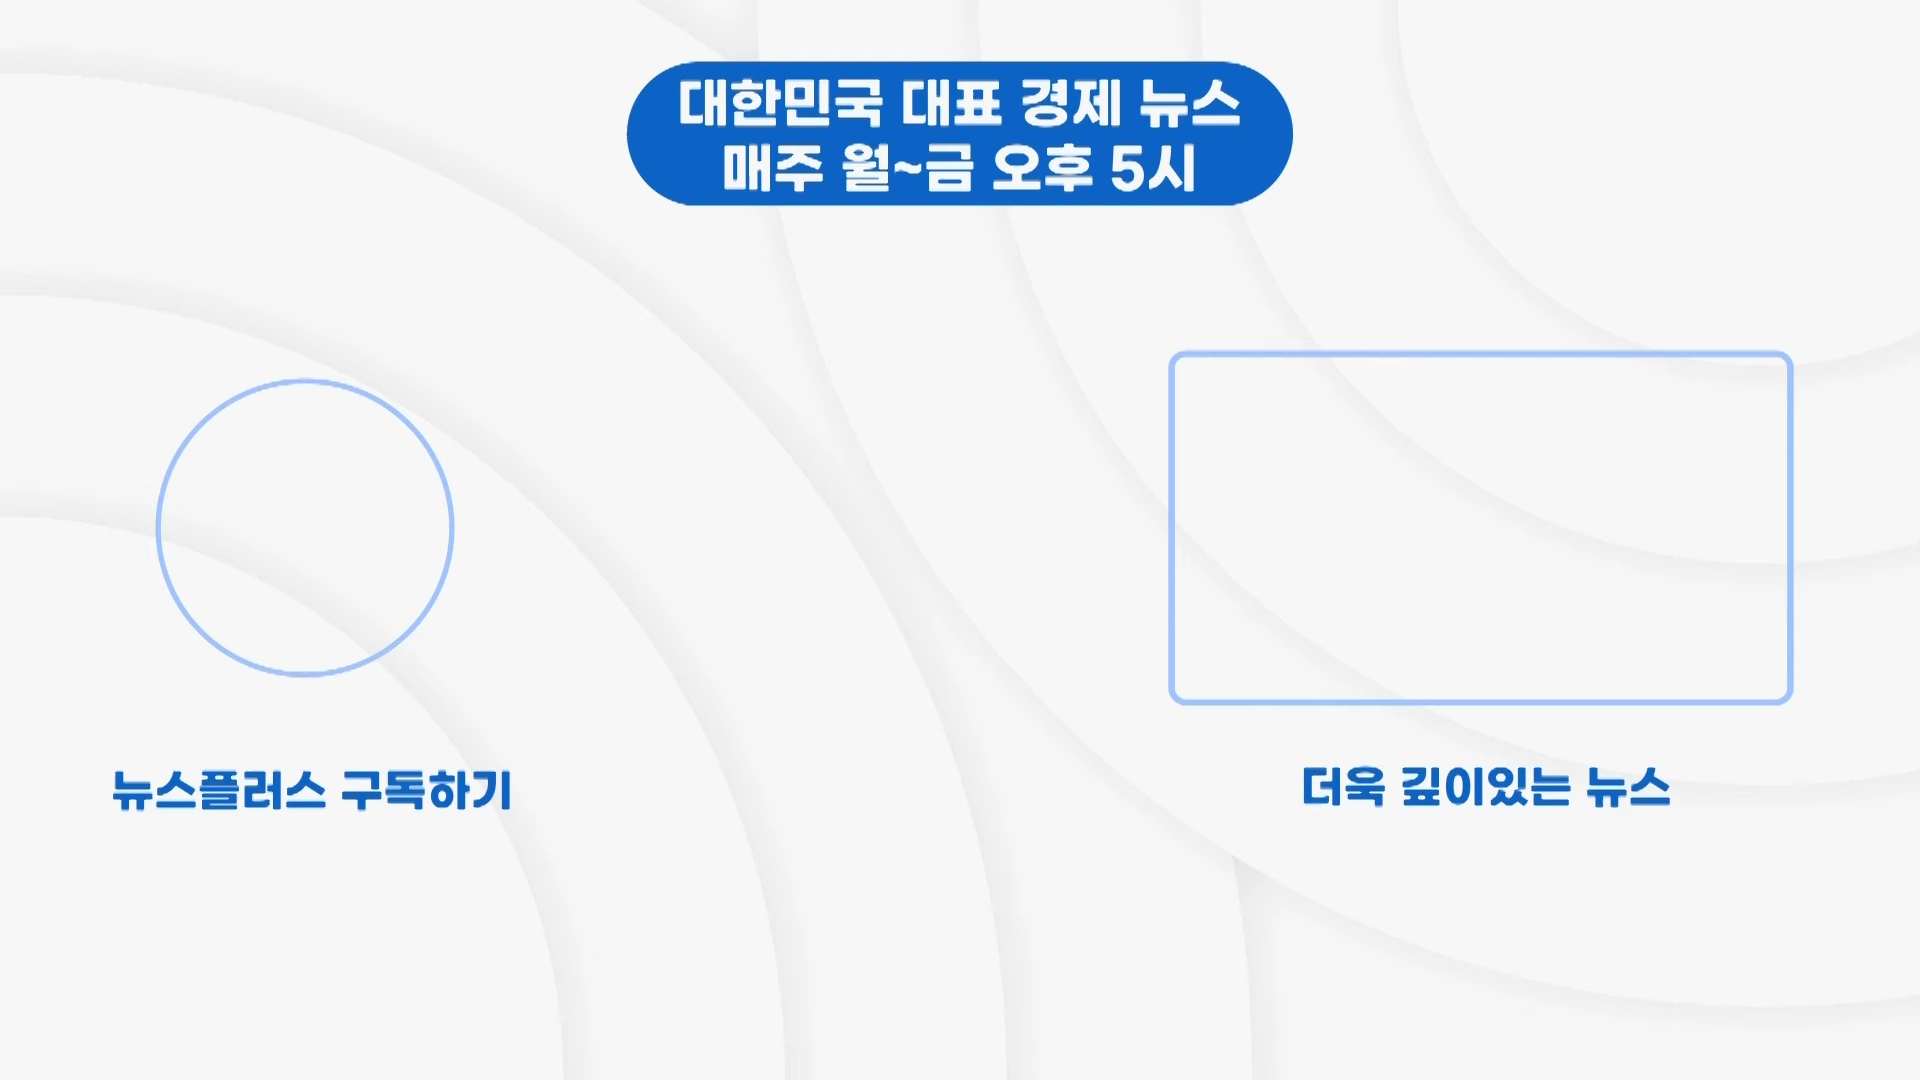 대한민국 대표 경제 뉴스
매주 월~금 오후 5시
뉴스플러스 구독하기
더욱 깊이있는 뉴스